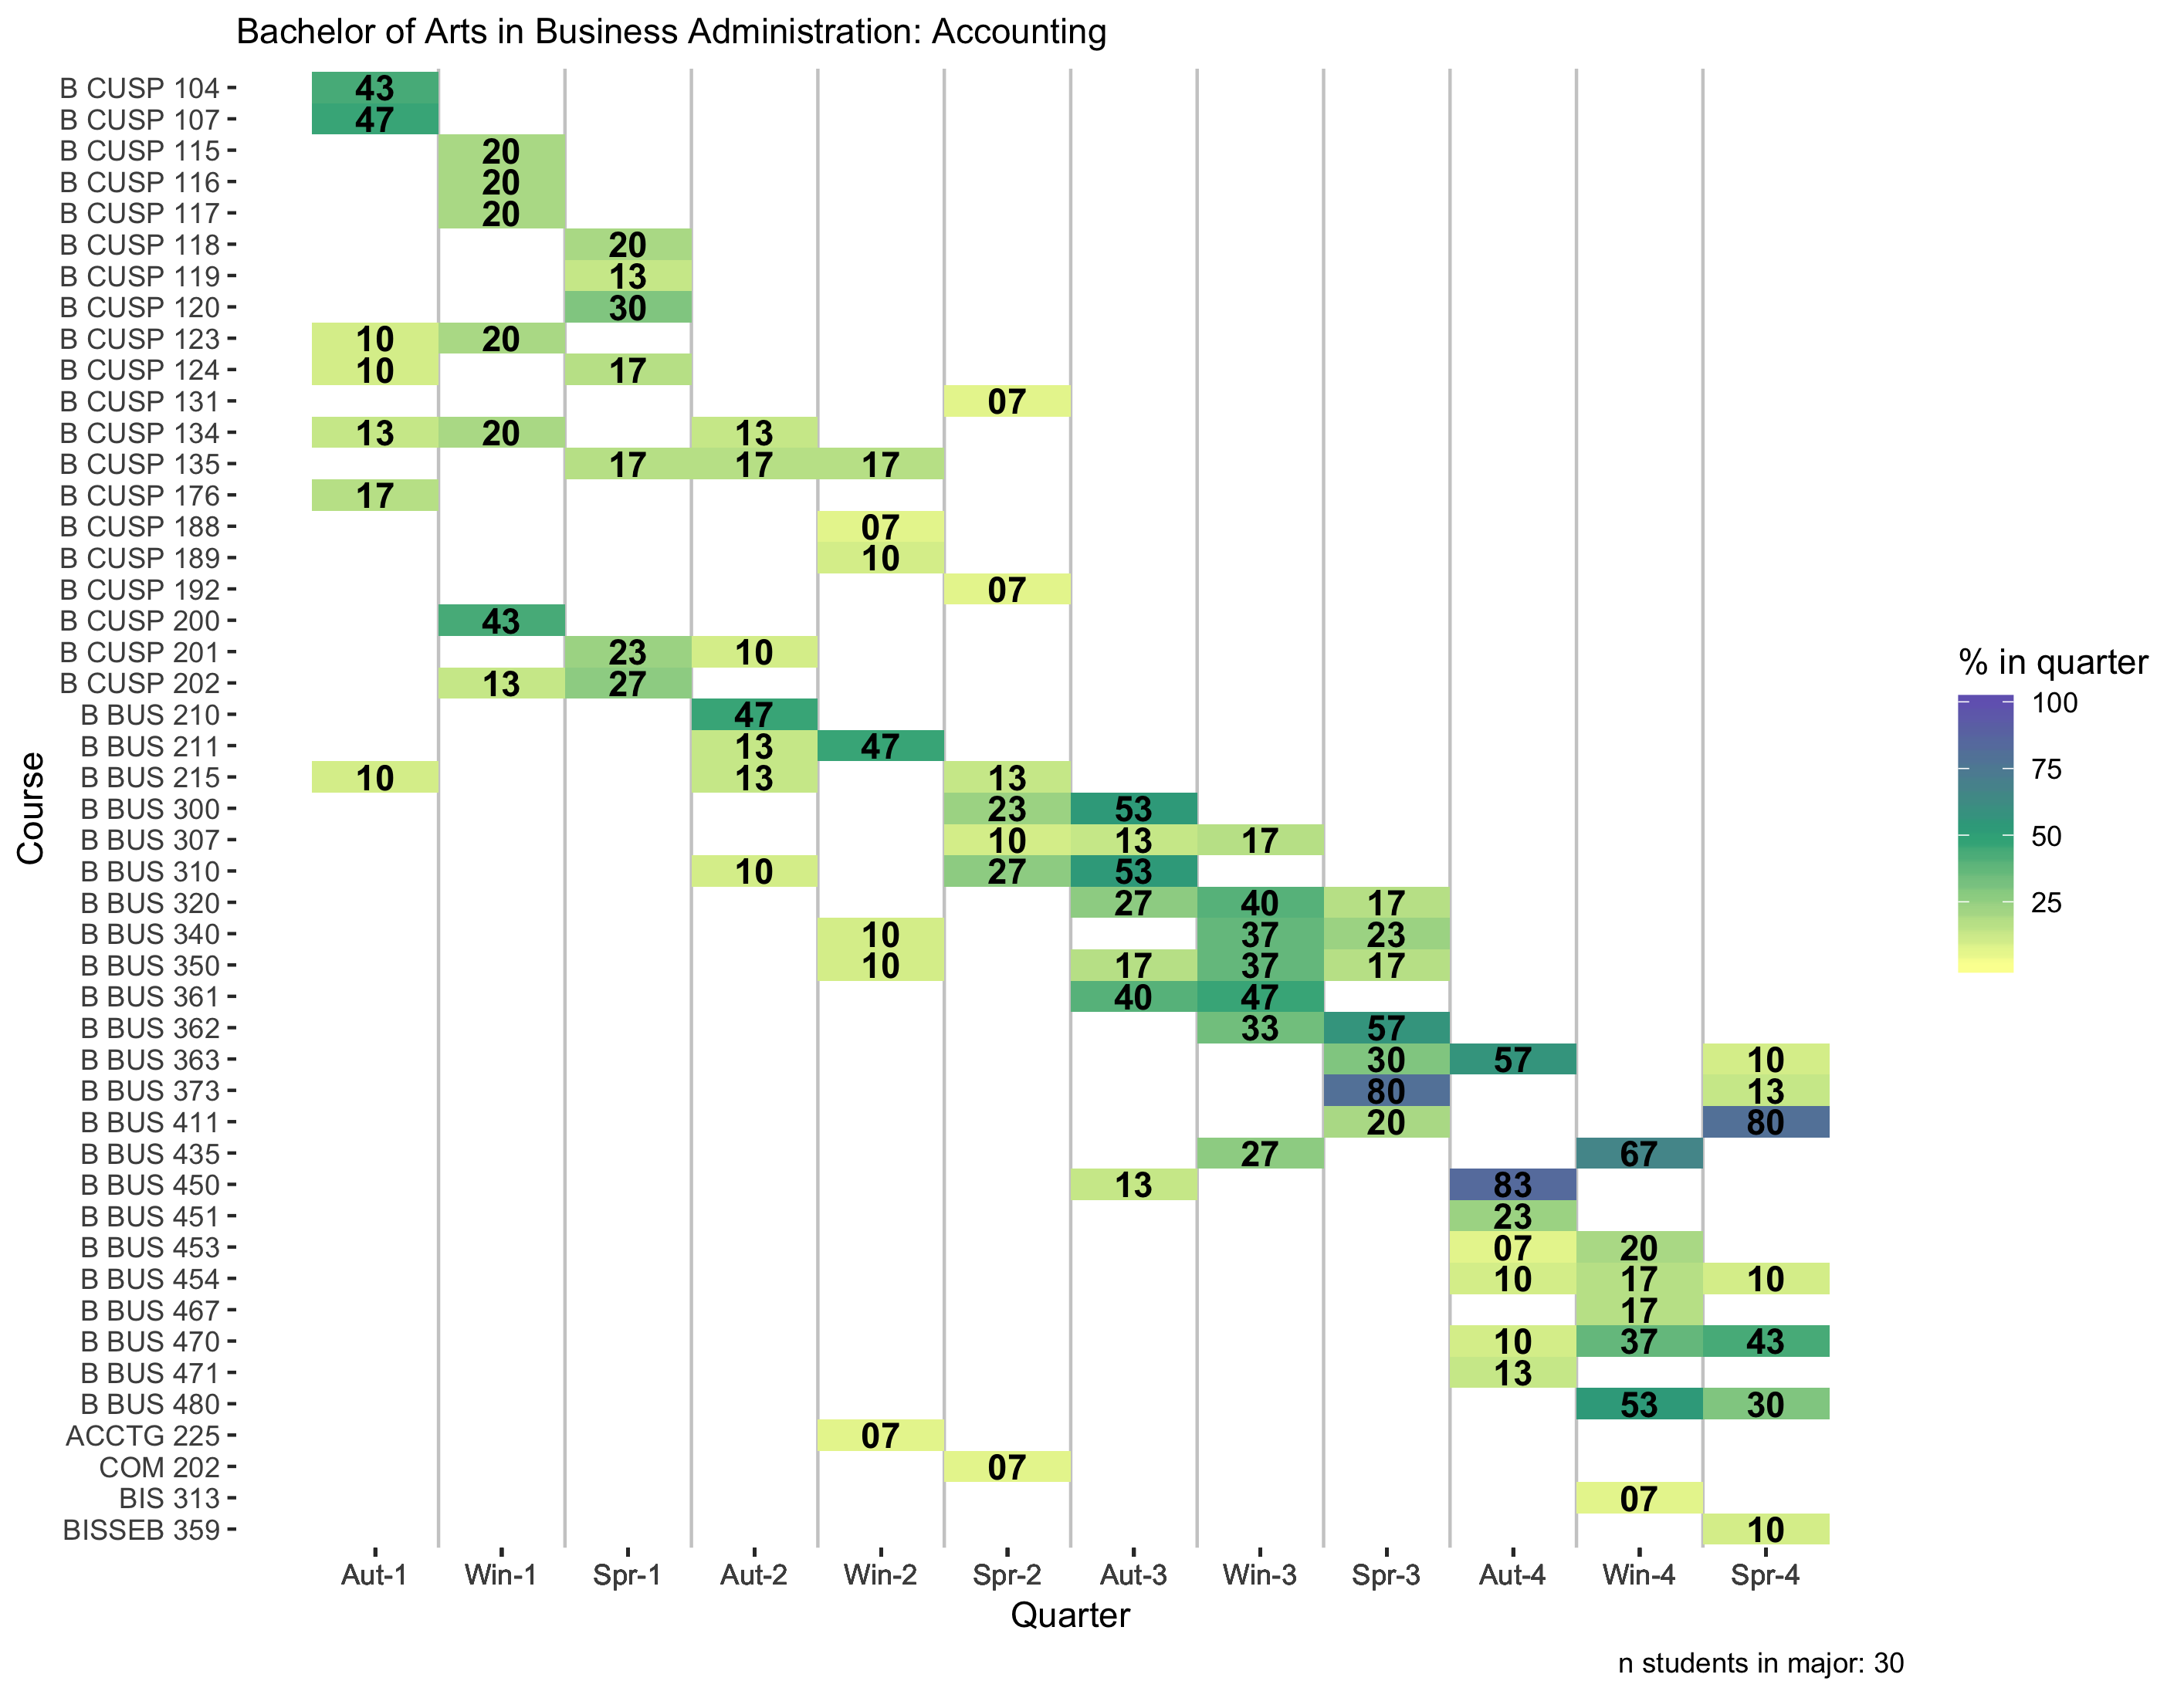 Bachelor of Arts in Business Administration: Accounting
B CUSP 104 43
B CUSP 107 47
B CUSP 115 20
B CUSP 116 20
B CUSP 117 20
B CUSP 118 20
B CUSP 119 13
B CUSP 120 30
B CUSP 123 10 20
B CUSP 124 10 17
B CUSP 131 07
B CUSP 134 13 20 13
B CUSP 135 17 17 17
B CUSP 176 17
B CUSP 188 07
B CUSP 189 10
B CUSP 192 07
B CUSP 200 43
B CUSP 201 23 10
B CUSP 202 13 27
B BUS 210 47
B BUS 211 13 47
B BUS 215 10 13 13
B BUS 300 23 53
B BUS 307 10 13 17
B BUS 310 10 27 53
B BUS 320 27 40 17
B BUS 340 10 37 23
B BUS 350 10 17 37 17
B BUS 361 40 47
B BUS 362 33 57
B BUS 363 30 57 10
B BUS 373 80 13
B BUS 411 20 80
B BUS 435 27 67
B BUS 450 13 83
B BUS 451 23
B BUS 453 07 20
B BUS 454 10 17 10
B BUS 467 17
B BUS 470 10 37 43
B BUS 471 13
B BUS 480 53 30
ACCTG 225 07
COM 202 07
BIS 313 07
BISSEB 359 10
Aut-1 Win-1 Spr-1 Aut-2 Win-2 Spr-2 Aut-3 Win-3 Spr-3 Aut-4 Win-4 Spr-4
Quarter
Course
% in quarter
100
75
50
25
n students in major: 30